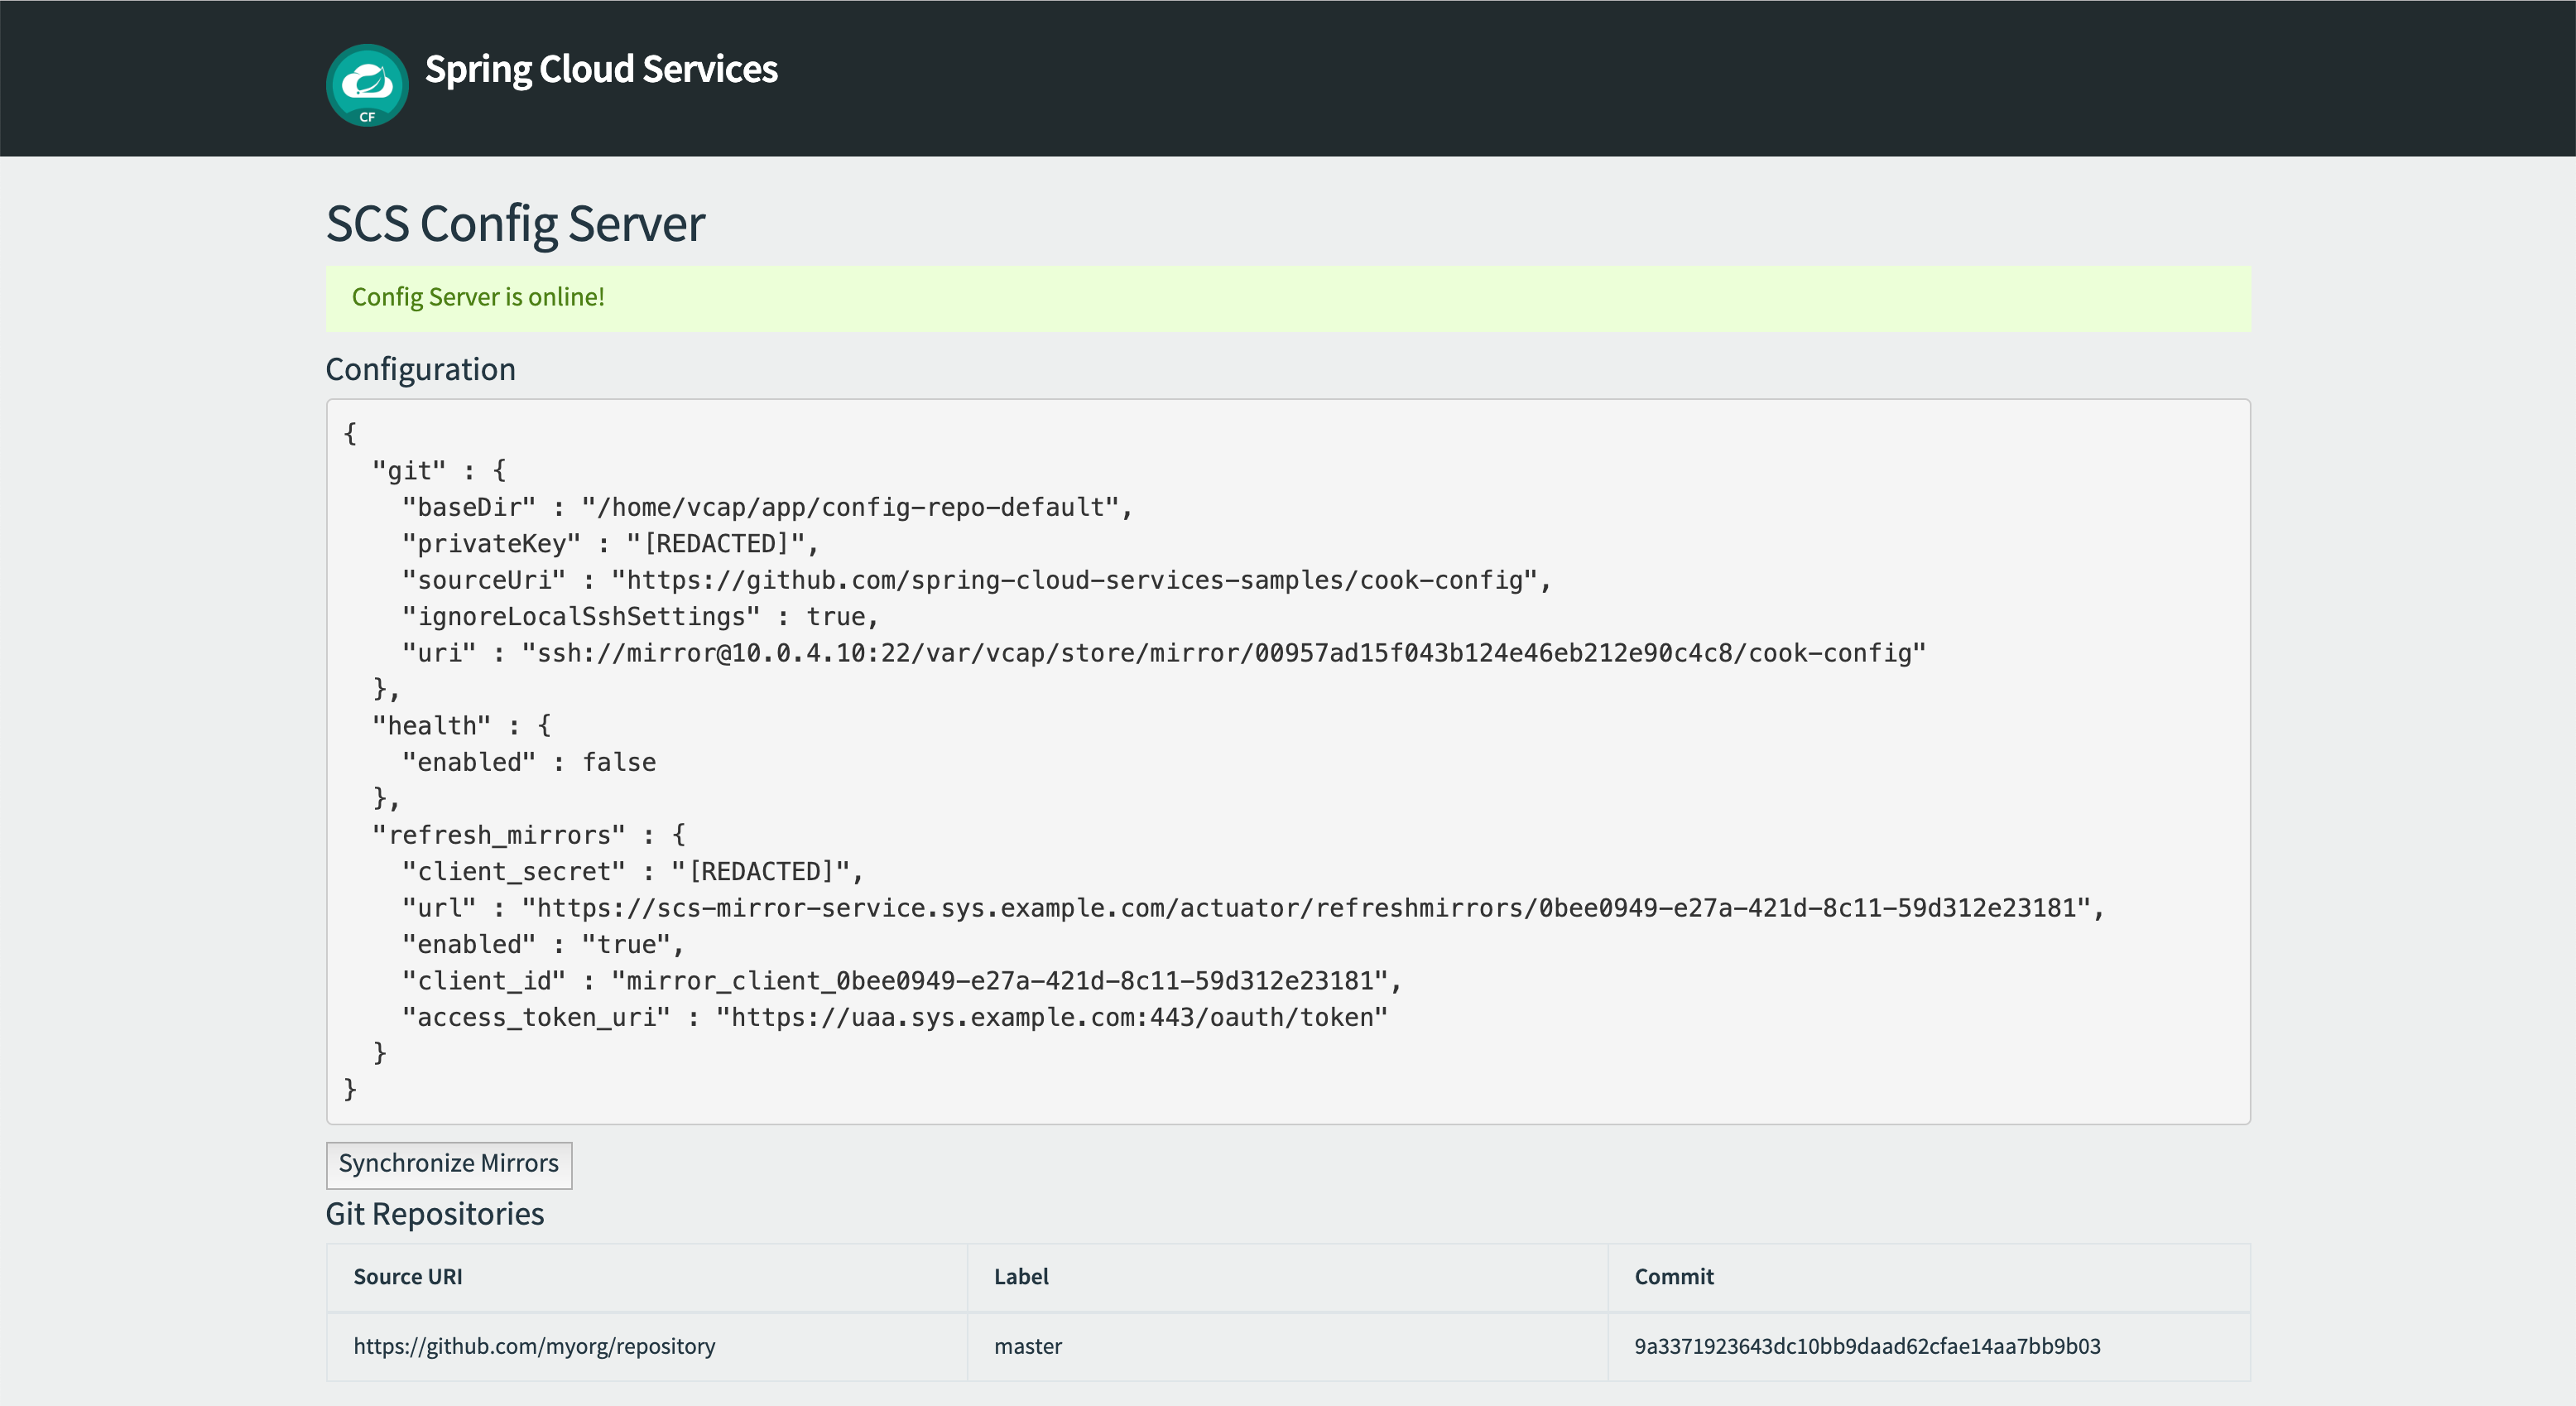 Spring Cloud Services
CF
SCS Config Server
Config Server is online!
Configuration
{
  "git" : {
    "baseDir" : "/home/vcap/app/config-repo-default",
    "privateKey" : "[REDACTED]",
    "sourceUri" : "https://github.com/spring-cloud-services-samples/cook-config",
    "ignoreLocalSshSettings" : true,
    "uri" : "ssh://mirror@10.0.4.10:22/var/vcap/store/mirror/00957ad15f043b124e46eb212e90c4c8/cook-config"
  },
  "health" : {
    "enabled" : false
  },
  "refresh_mirrors" : {
    "client_secret" : "[REDACTED]",
    "url" : "https://scs-mirror-service.sys.example.com/actuator/refreshmirrors/0bee0949-e27a-421d-8c11-59d312e23181",
    "enabled" : "true",
    "client_id" : "mirror_client_0bee0949-e27a-421d-8c11-59d312e23181",
    "access_token_uri" : "https://uaa.sys.example.com:443/oauth/token"
  }
}
Synchronize Mirrors
Git Repositories
Source URI Label Commit
https://github.com/myorg/repository master 9a3371923643dc10bb9daad62cfae14aa7bb9b03